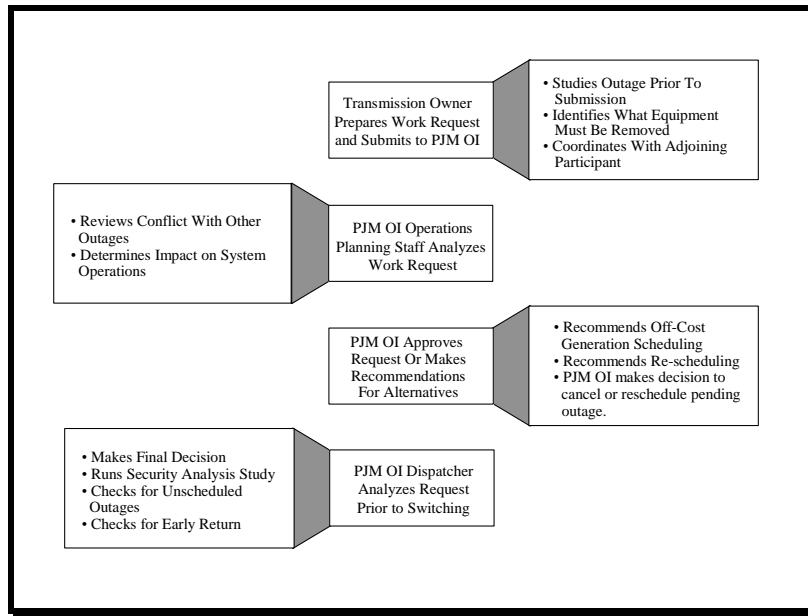 Transmission Owner
Prepares Work Request
and Submits to PJM OI
• Studies Outage Prior To
Submission
• Identifies What Equipment
Must Be Removed
• Coordinates With Adjoining
Participant
• Reviews Conflict With Other
Outages
• Determines Impact on System
Operations
PJM OI Operations
Planning Staff Analyzes
Work Request
PJM OI Approves
Request Or Makes
Recommendations
For Alternatives
• Recommends Off-Cost
Generation Scheduling
• Recommends Re-scheduling
• PJM OI makes decision to
cancel or reschedule pending
outage.
• Makes Final Decision
• Runs Security Analysis Study
• Checks for Unscheduled
Outages
• Checks for Early Return
PJM OI Dispatcher
Analyzes Request
Prior to Switching